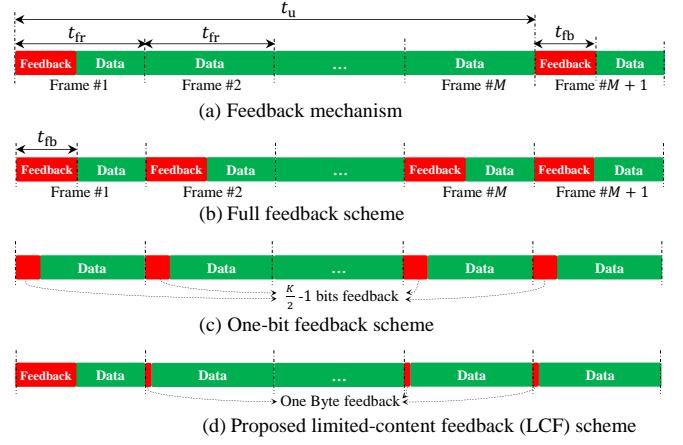 t_u
t_fr t_fr t_fb
Feedback Data Data ... Data Feedback Data
Frame #1 Frame #2 Frame #M Frame #M + 1
(a) Feedback mechanism
t_fb
Feedback Data Feedback Data ... Feedback Data Feedback Data
Frame #1 Frame #2 Frame #M Frame #M + 1
(b) Full feedback scheme
Data Data ... Data Data
K/2 -1 bits feedback
(c) One-bit feedback scheme
Feedback Data Data ... Data Data
One Byte feedback
(d) Proposed limited-content feedback (LCF) scheme